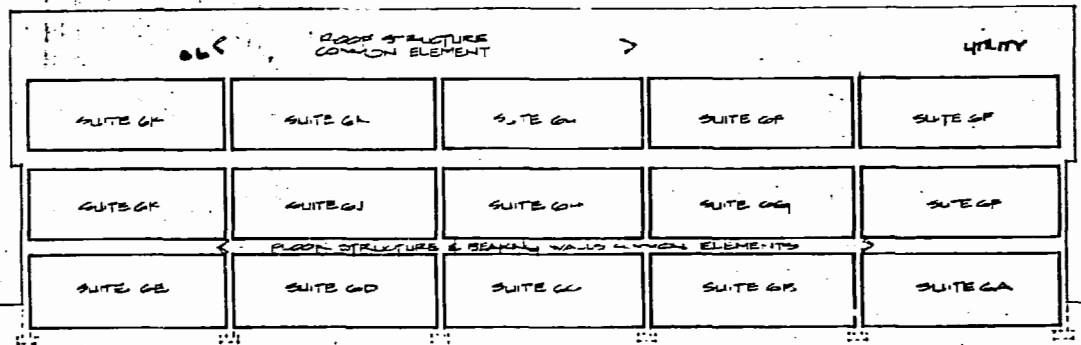 ROOF STRUCTURE
COMMON ELEMENT
UTILITY
SUITE 6K SUITE 6L SUITE SUITE 6P SUITE 6F
SUITE 6K SUITE 6J SUITE 6H SUITE 6G SUITE 6F
FLOOR STRUCTURE & BEARING WALLS COMMON ELEMENTS
SUITE 6E SUITE 6D SUITE 6C SUITE 6B SUITE 6A